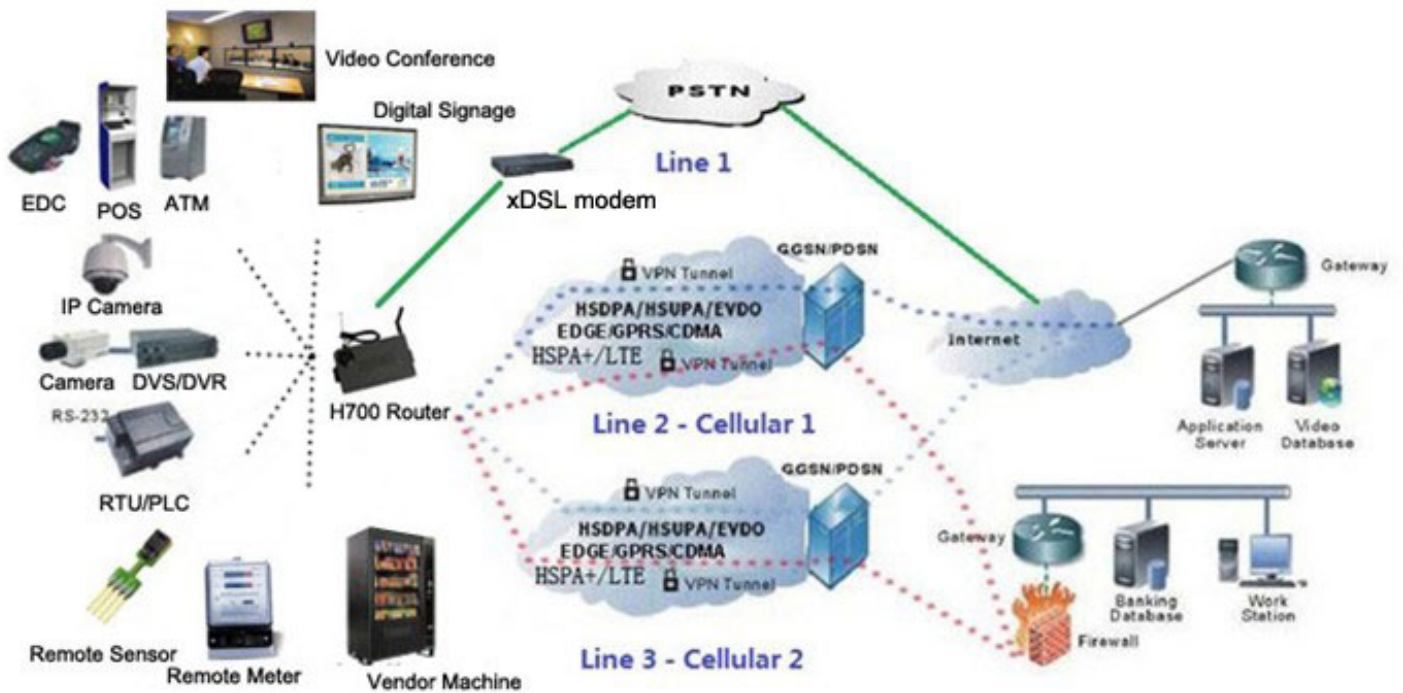 Video Conference
Digital Signage
EDC
POS
ATM
IP Camera
Camera
DVS/DVR
RS-232
RTU/PLC
Remote Sensor
Remote Meter
Vendor Machine
H700 Router
xDSL modem
PSTN
Line 1
GGSN/PDSN
VPN Tunnel
HSDPA/HSUPA/EVDO
EDGE/GPRS/CDMA
HSPA+/LTE
VPN Tunnel
Line 2 - Cellular 1
GGSN/PDSN
VPN Tunnel
HSDPA/HSUPA/EVDO
EDGE/GPRS/CDMA
HSPA+/LTE
VPN Tunnel
Line 3 - Cellular 2
Internet
Gateway
Application
Server
Video
Database
Gateway
Banking
Database
Work
Station
Firewall